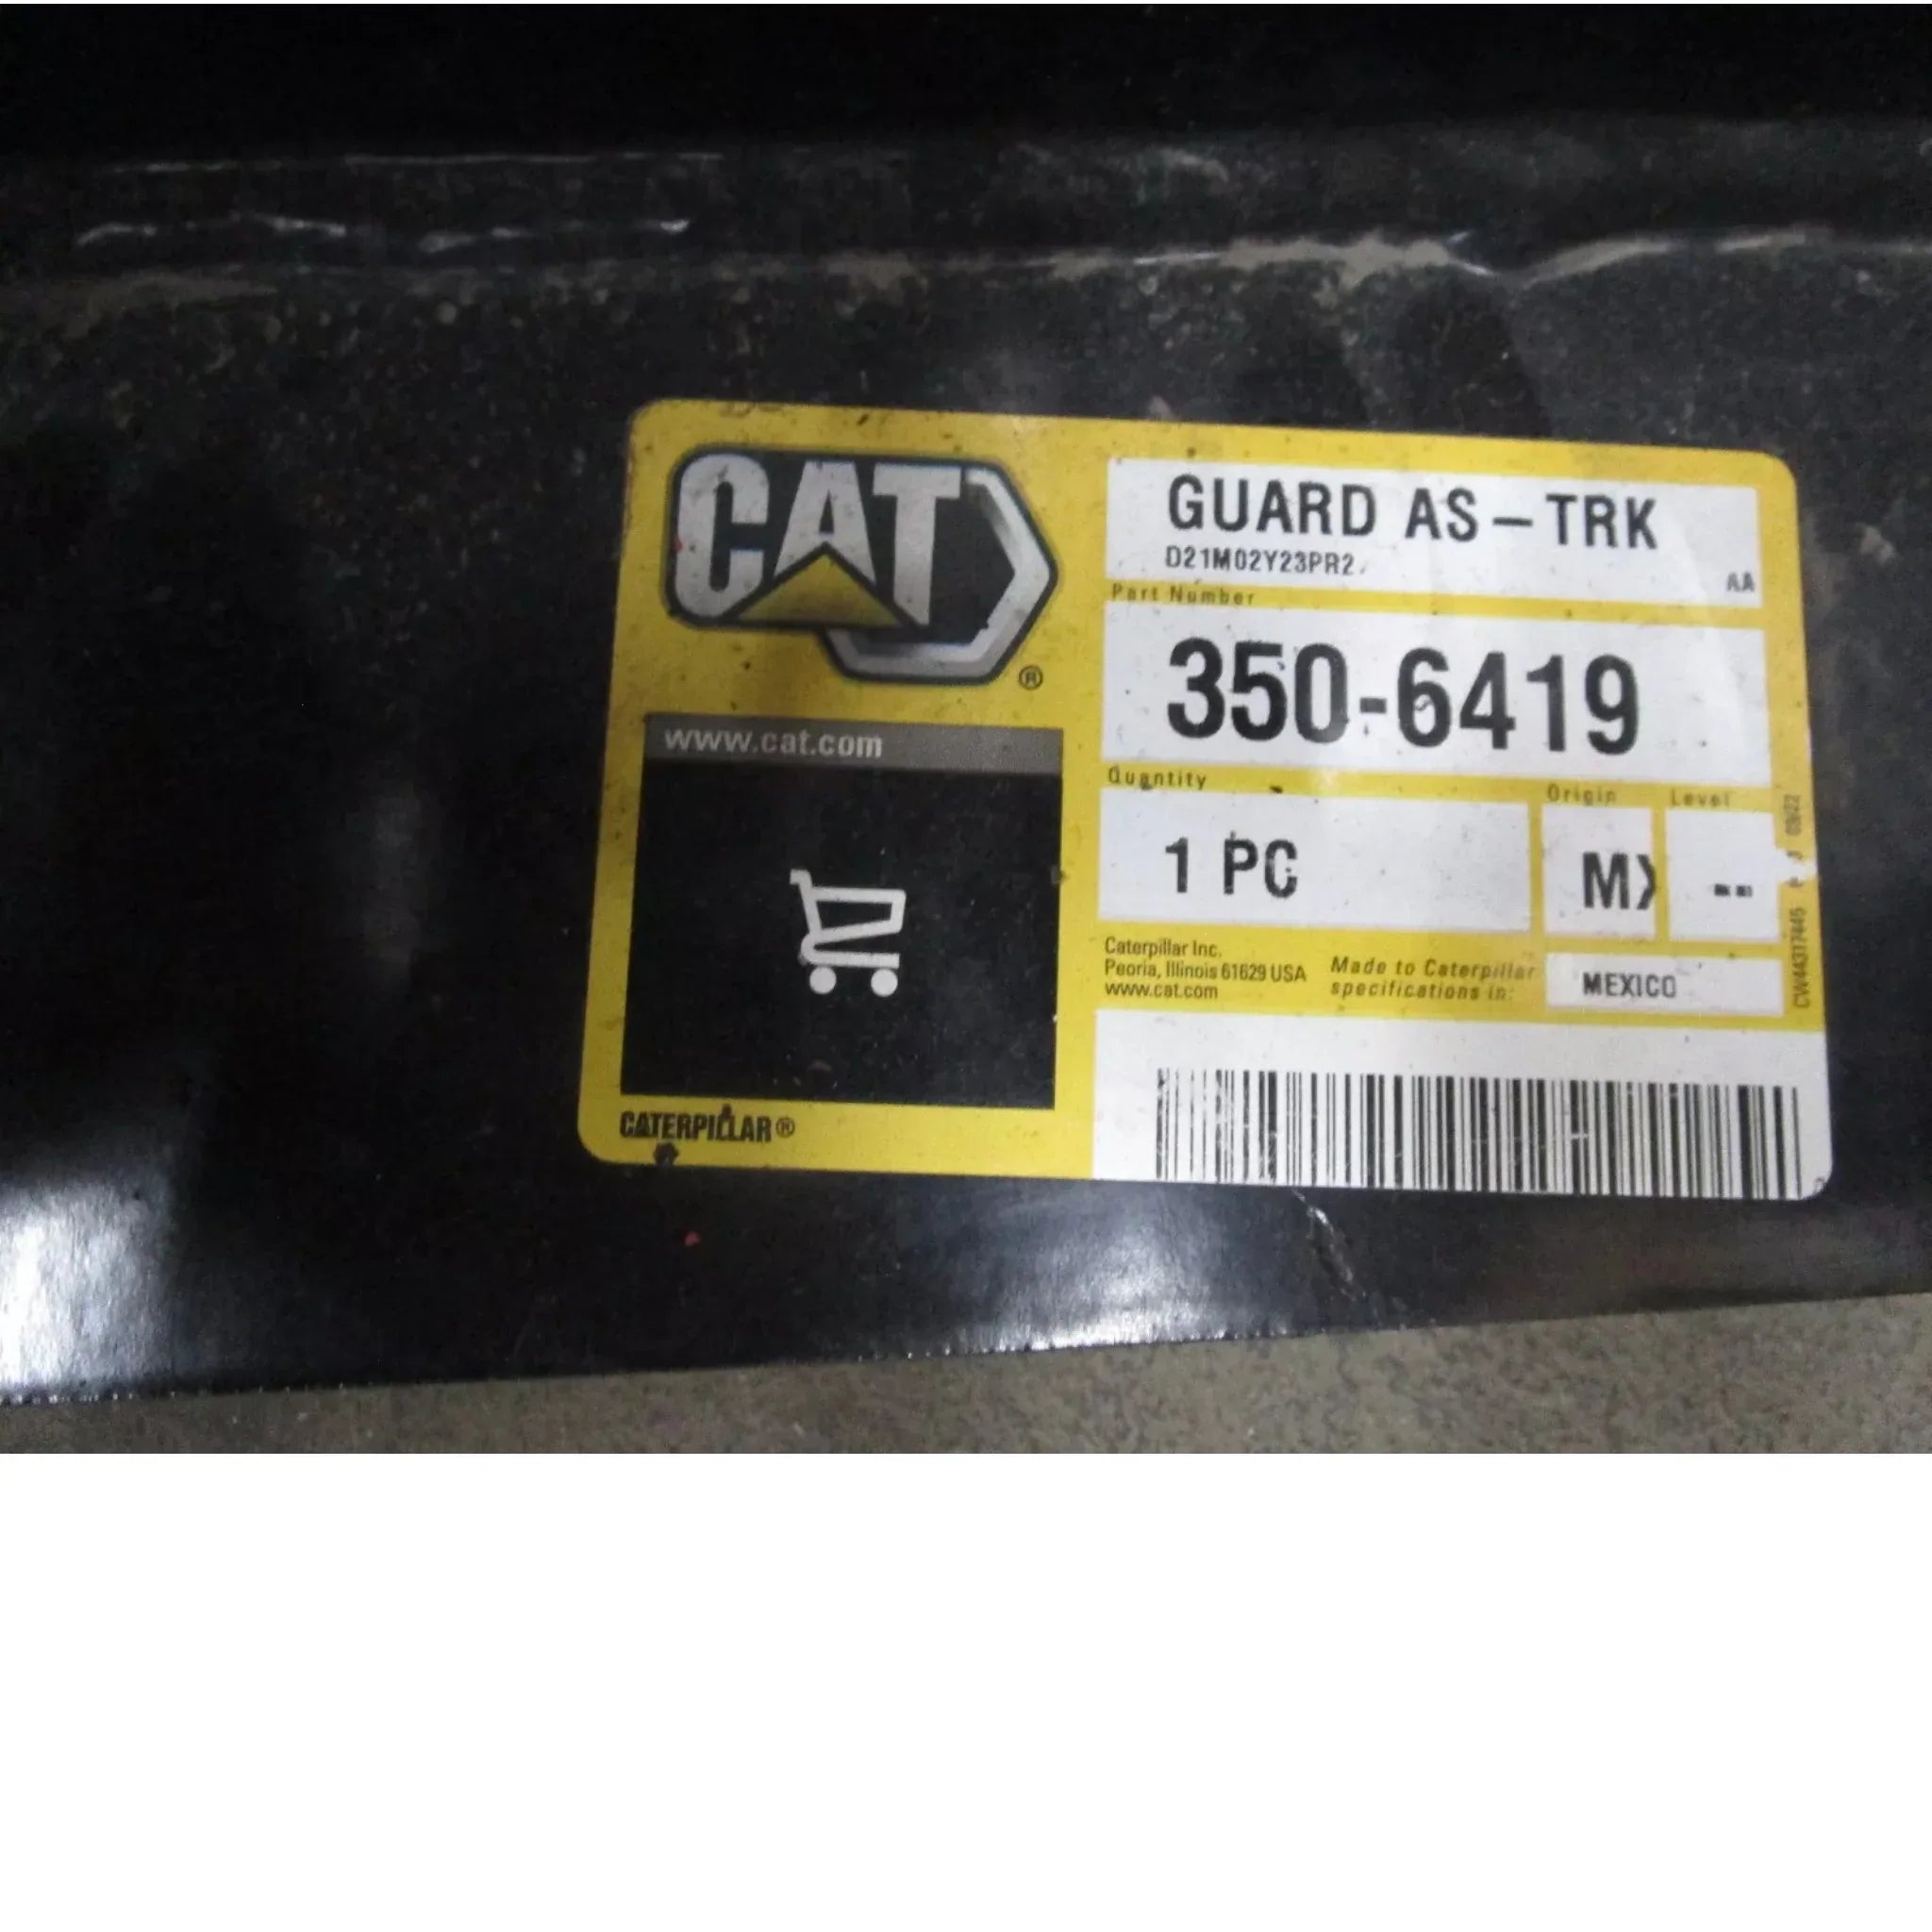 CAT
®
www.cat.com
CATERPILLAR®
GUARD AS-TRK
D21M02Y23PR2.
AA
Part Number
350-6419
Quantity
Origin
Level
1 PC
MX
--
Caterpillar Inc.
Peoria, Illinois 61629 USA
www.cat.com
Made to Caterpillar
specifications in:
MEXICO